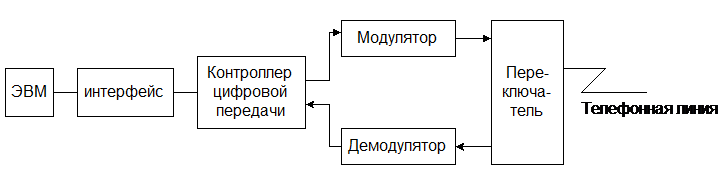 ЭВМ
интерфейс
Контроллер
цифровой
передачи
Модулятор
Демодулятор
Пере-
ключа-
тель
Телефонная линия